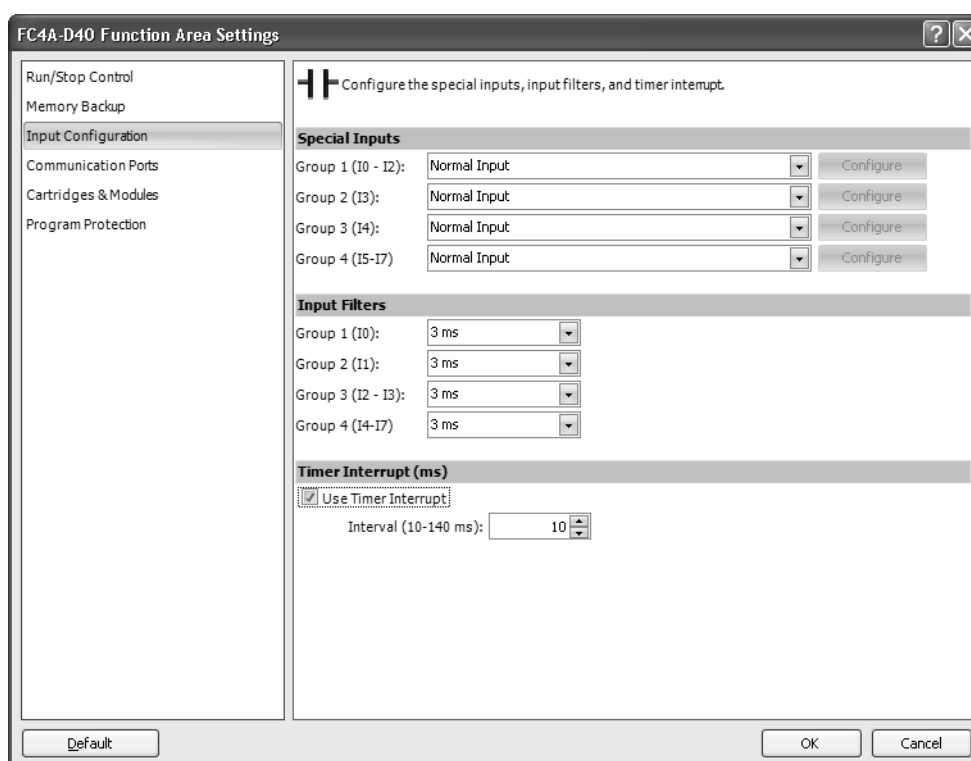 FC4A-D40 Function Area Settings
?
Run/Stop Control
Memory Backup
Input Configuration
Communication Ports
Cartridges & Modules
Program Protection
Configure the special inputs, input filters, and timer interrupt.
Special Inputs
Group 1 (I0 - I2): Normal Input Configure
Group 2 (I3): Normal Input Configure
Group 3 (I4): Normal Input Configure
Group 4 (I5-I7) Normal Input Configure
Input Filters
Group 1 (I0): 3 ms
Group 2 (I1): 3 ms
Group 3 (I2 - I3): 3 ms
Group 4 (I4-I7) 3 ms
Timer Interrupt (ms)
Use Timer Interrupt
Interval (10-140 ms): 10
Default OK Cancel